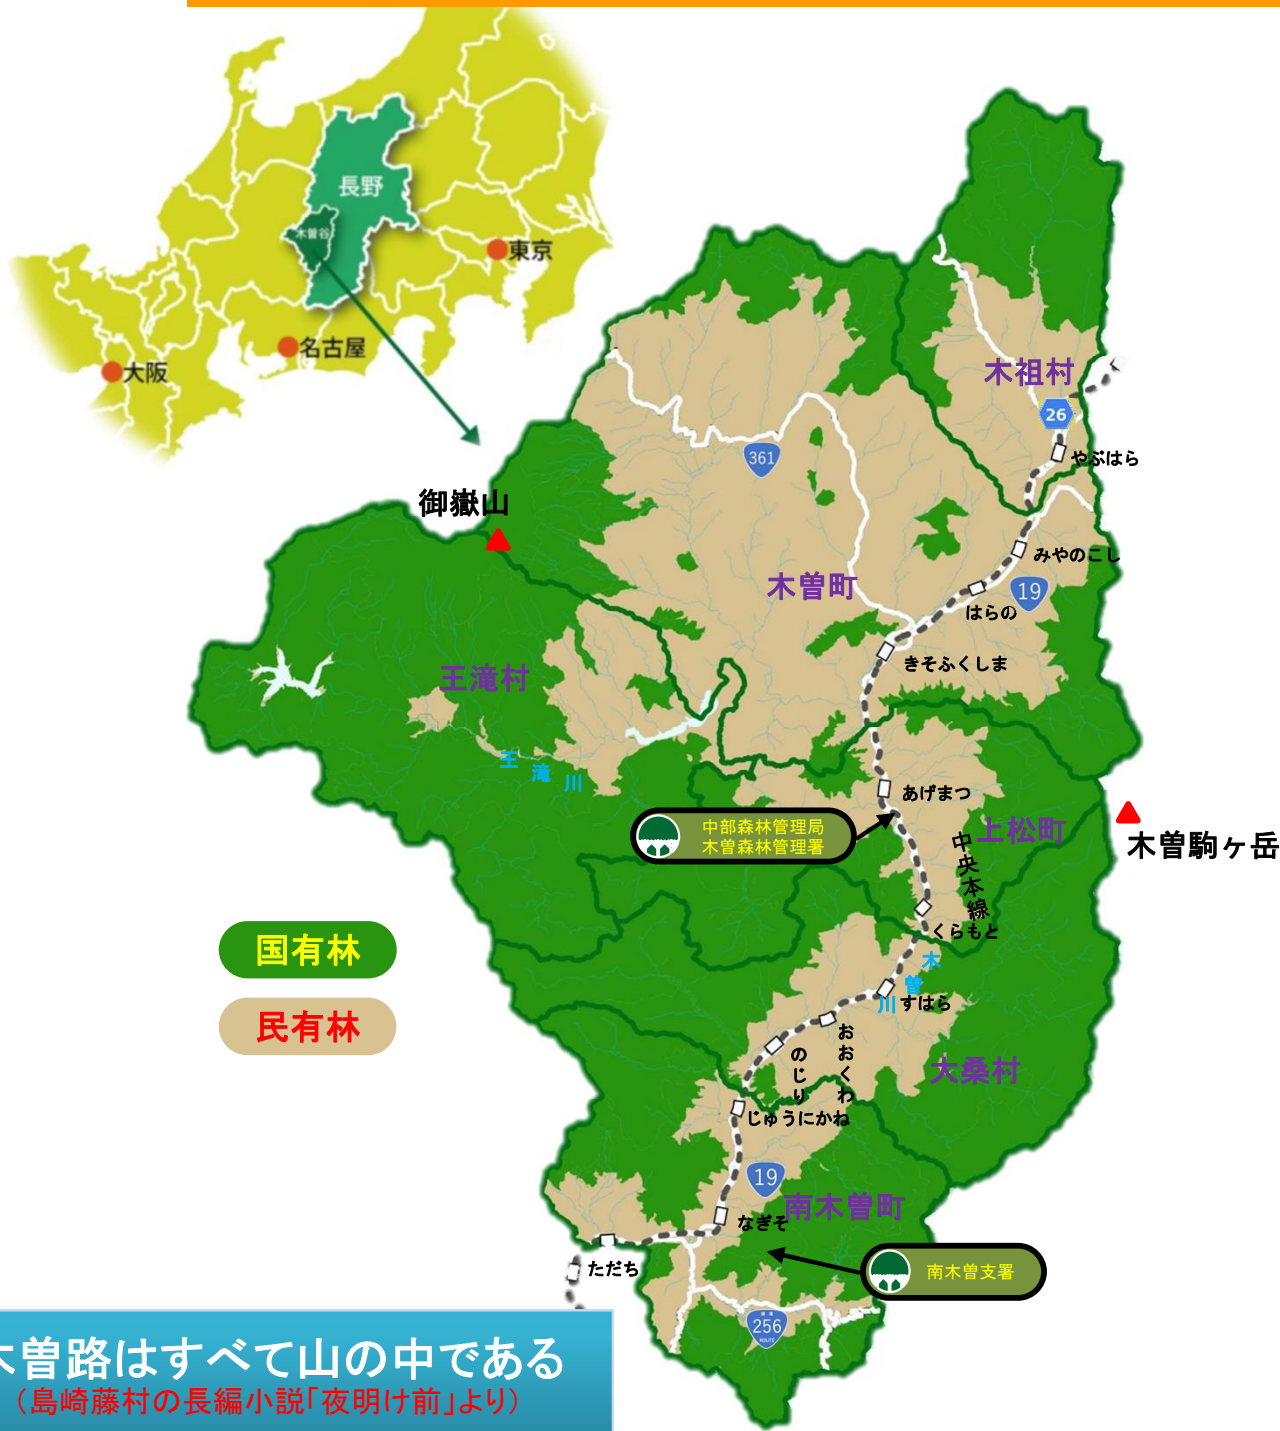 長野
木曽谷
東京
名古屋
大阪
木祖村
26
やぶはら
361
御嶽山
みやのこし
木曽町
19
はらの
きそふくしま
王滝村
王滝川
あげまつ
中部森林管理局
木曽森林管理署
上松町
木曽駒ヶ岳
中央本線
くらもと
国有林
木曽川
すはら
民有林
おおくわ
のじり
大桑村
じゅうにかね
19
南木曽町
なぎそ
ただち
南木曽支署
256
ROUTE
木曽路はすべて山の中である
（島崎藤村の長編小説「夜明け前」より）